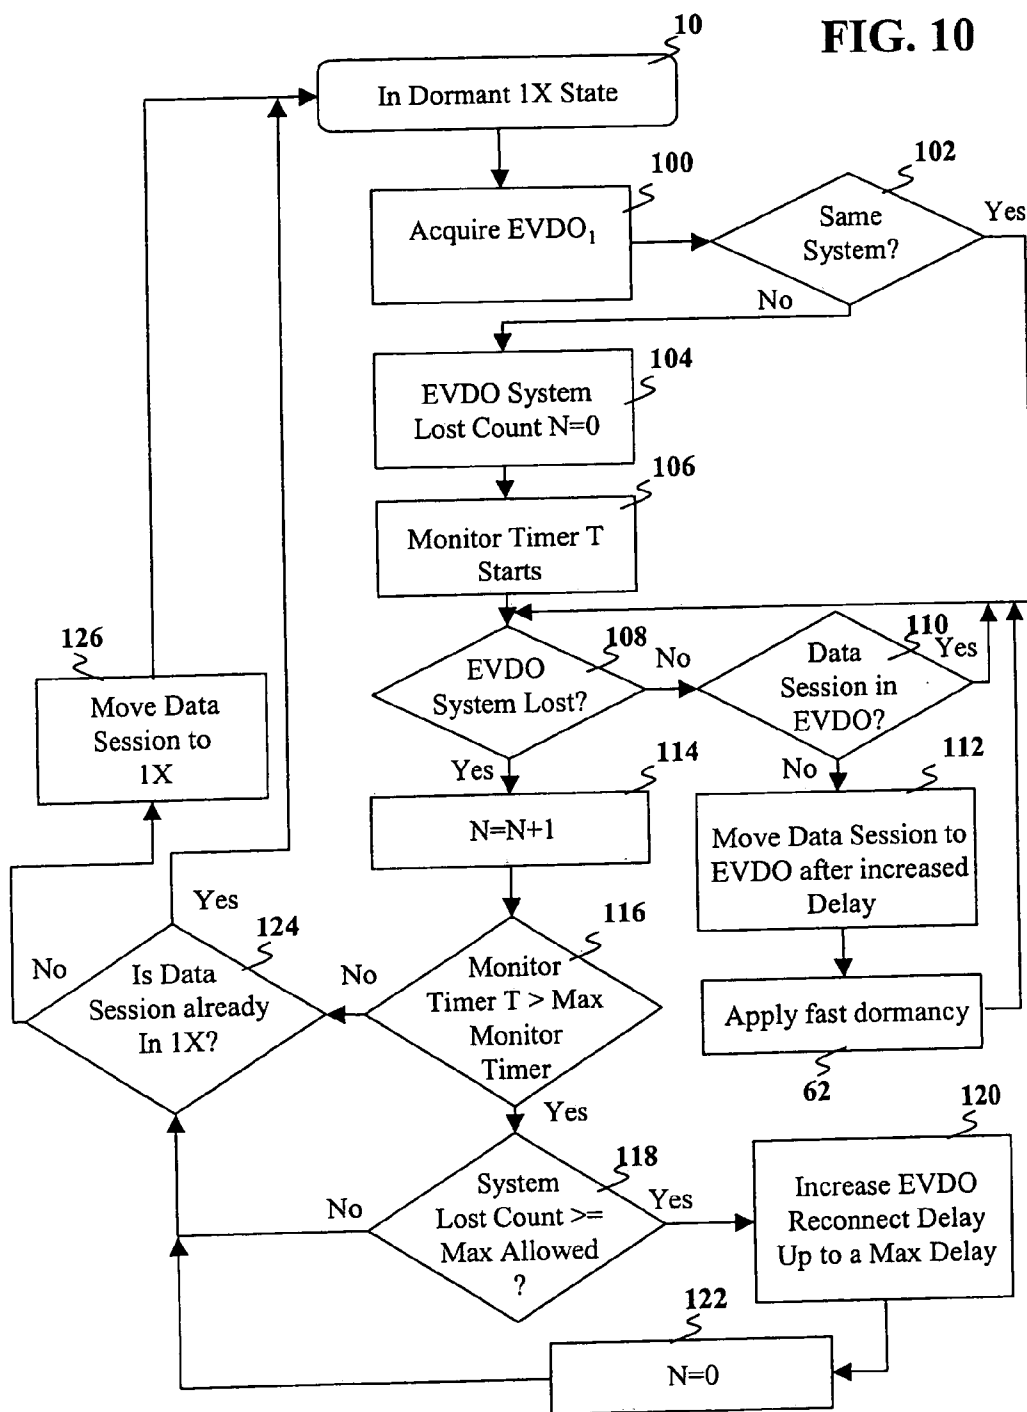 FIG. 10
10
In Dormant 1X State
100
Acquire EVDO₁
102
Same
System?
Yes
No
104
EVDO System
Lost Count N=0
106
Monitor Timer T
Starts
108
EVDO
System Lost?
No
110
Data
Session in
EVDO?
Yes
No
Yes
126
Move Data
Session to
1X
114
N=N+1
112
Move Data Session to
EVDO after increased
Delay
Yes
124
Is Data
Session already
In 1X?
No
No
116
Monitor
Timer T > Max
Monitor
Timer
Yes
Apply fast dormancy
62
118
System
Lost Count >=
Max Allowed
?
No
Yes
120
Increase EVDO
Reconnect Delay
Up to a Max Delay
122
N=0